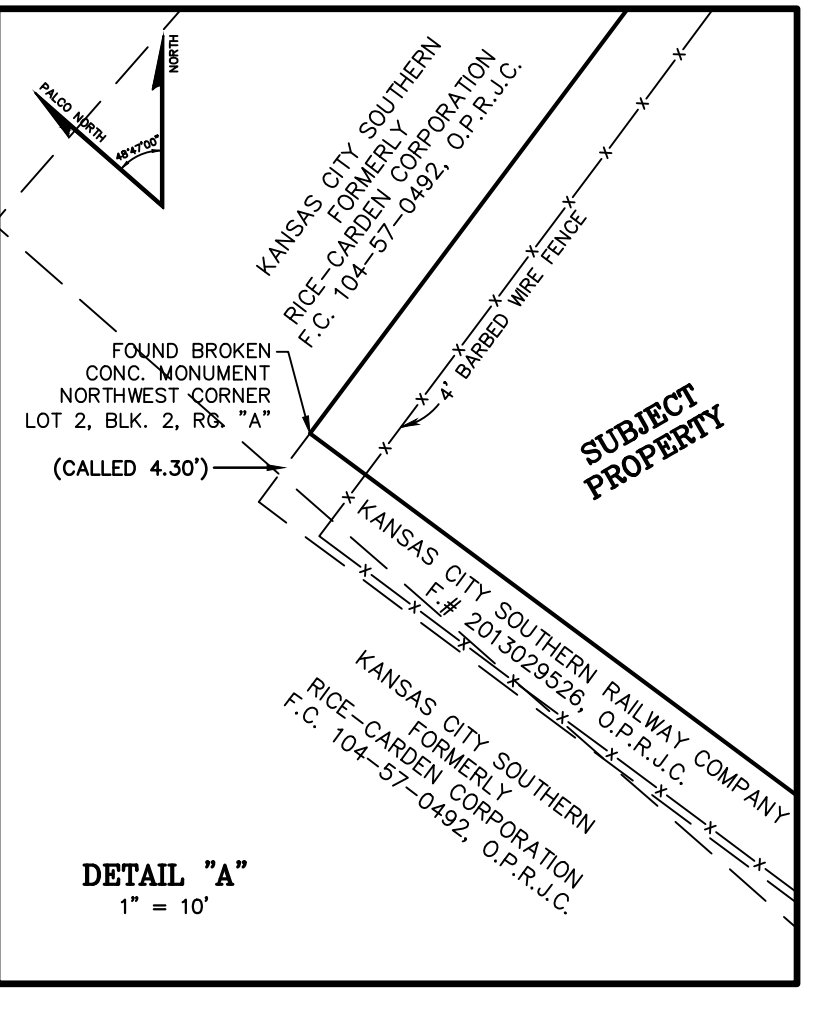 NORTH
PALCO NORTH
48°47'00"
KANSAS CITY SOUTHERN
FORMERLY
RICE-CARDEN CORPORATION
F.C. 104-57-0492, O.P.R.J.C.
4' BARBED WIRE FENCE
FOUND BROKEN
CONC. MONUMENT
NORTHWEST CORNER
LOT 2, BLK. 2, RG. "A"
(CALLED 4.30')
SUBJECT
PROPERTY
KANSAS CITY SOUTHERN RAILWAY COMPANY
F.# 2013029526, O.P.R.J.C.
KANSAS CITY SOUTHERN
FORMERLY
RICE-CARDEN CORPORATION
F.C. 104-57-0492, O.P.R.J.C.
DETAIL "A"
1" = 10'